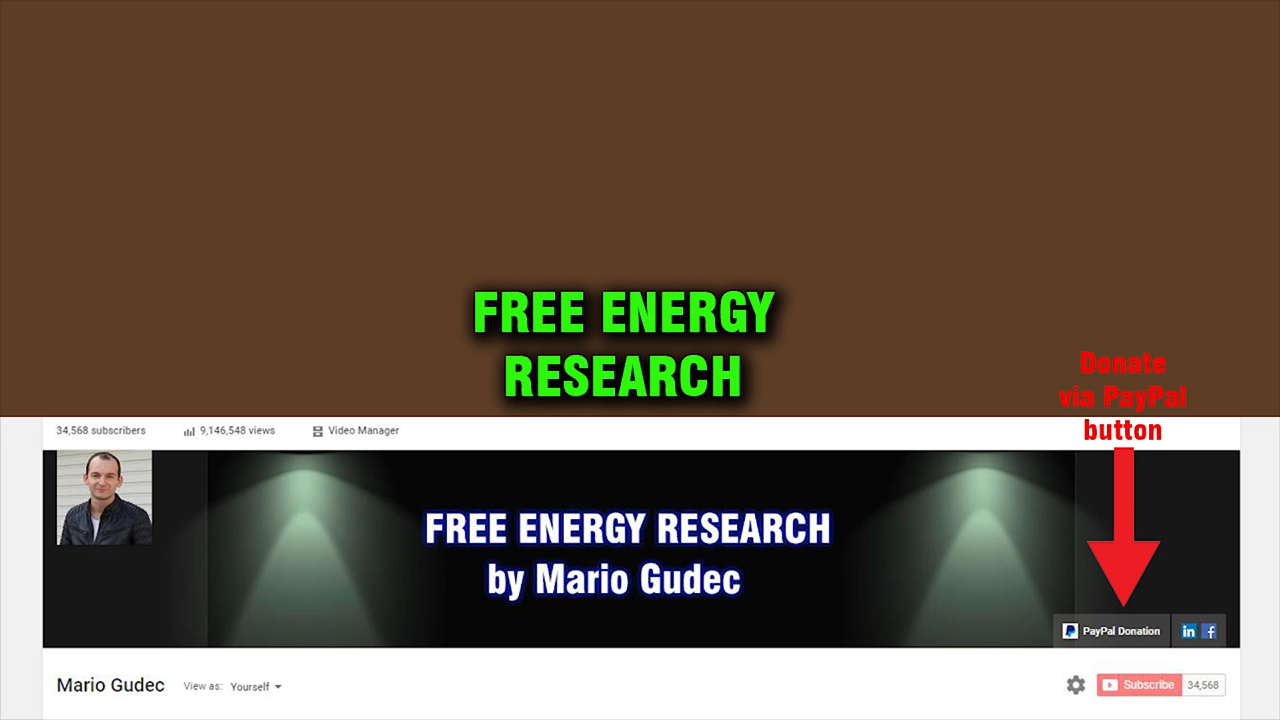 FREE ENERGY
RESEARCH
Donate
via PayPal
button
34,568 subscribers
9,146,548 views
Video Manager
FREE ENERGY RESEARCH
by Mario Gudec
PayPal Donation
in f
Mario Gudec
View as: Yourself
Subscribe 34,568